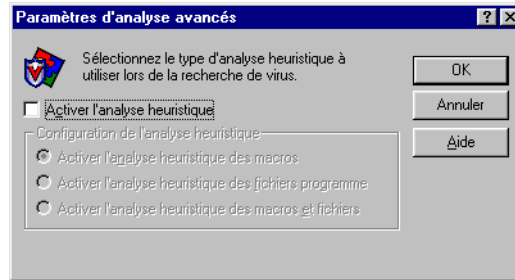 Paramètres d'analyse avancés
Sélectionnez le type d'analyse heuristique à
utiliser lors de la recherche de virus.
OK
Activer l'analyse heuristique
Annuler
Configuration de l'analyse heuristique
Aide
Activer l'analyse heuristique des macros
Activer l'analyse heuristique des fichiers programme
Activer l'analyse heuristique des macros et fichiers